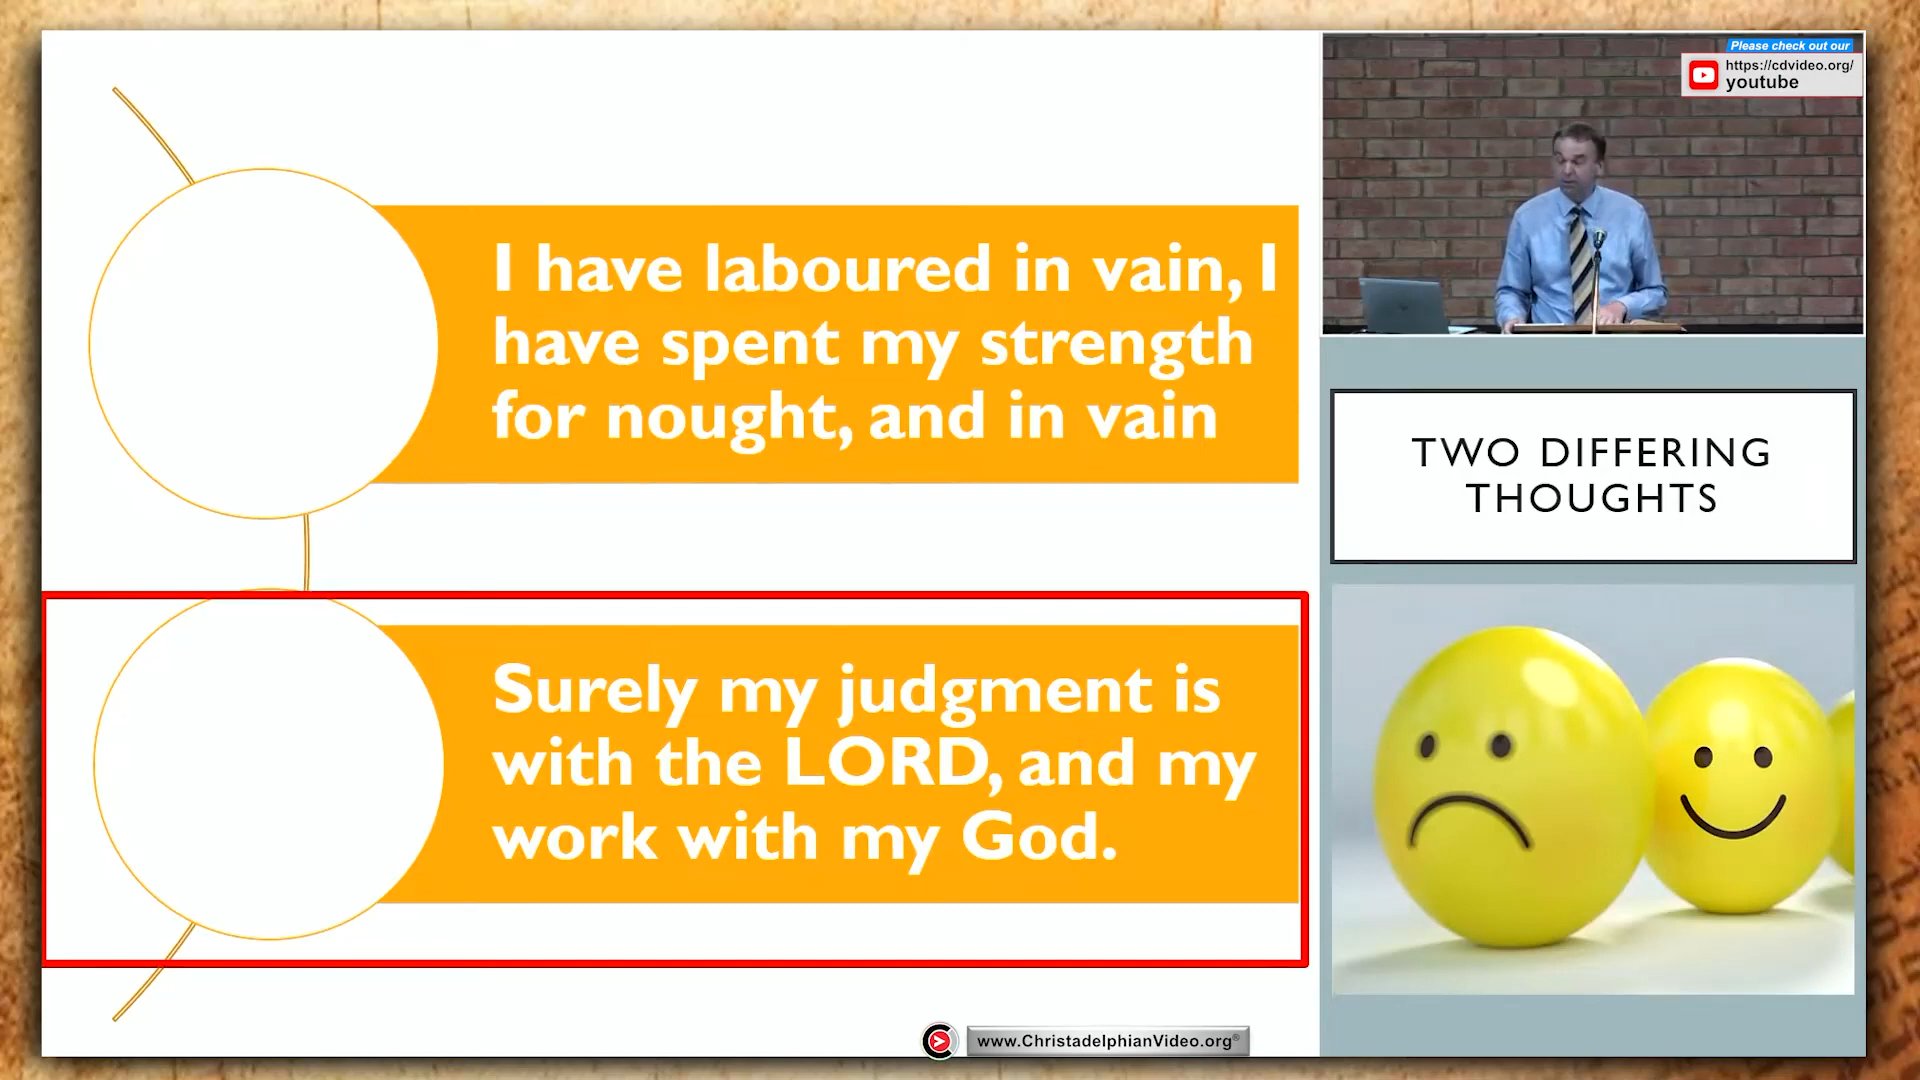 I have laboured in vain, I
have spent my strength
for nought, and in vain
Surely my judgment is
with the LORD, and my
work with my God.
Please check out our
https://cdvideo.org/
youtube
TWO DIFFERING
THOUGHTS
www.ChristadelphianVideo.org®